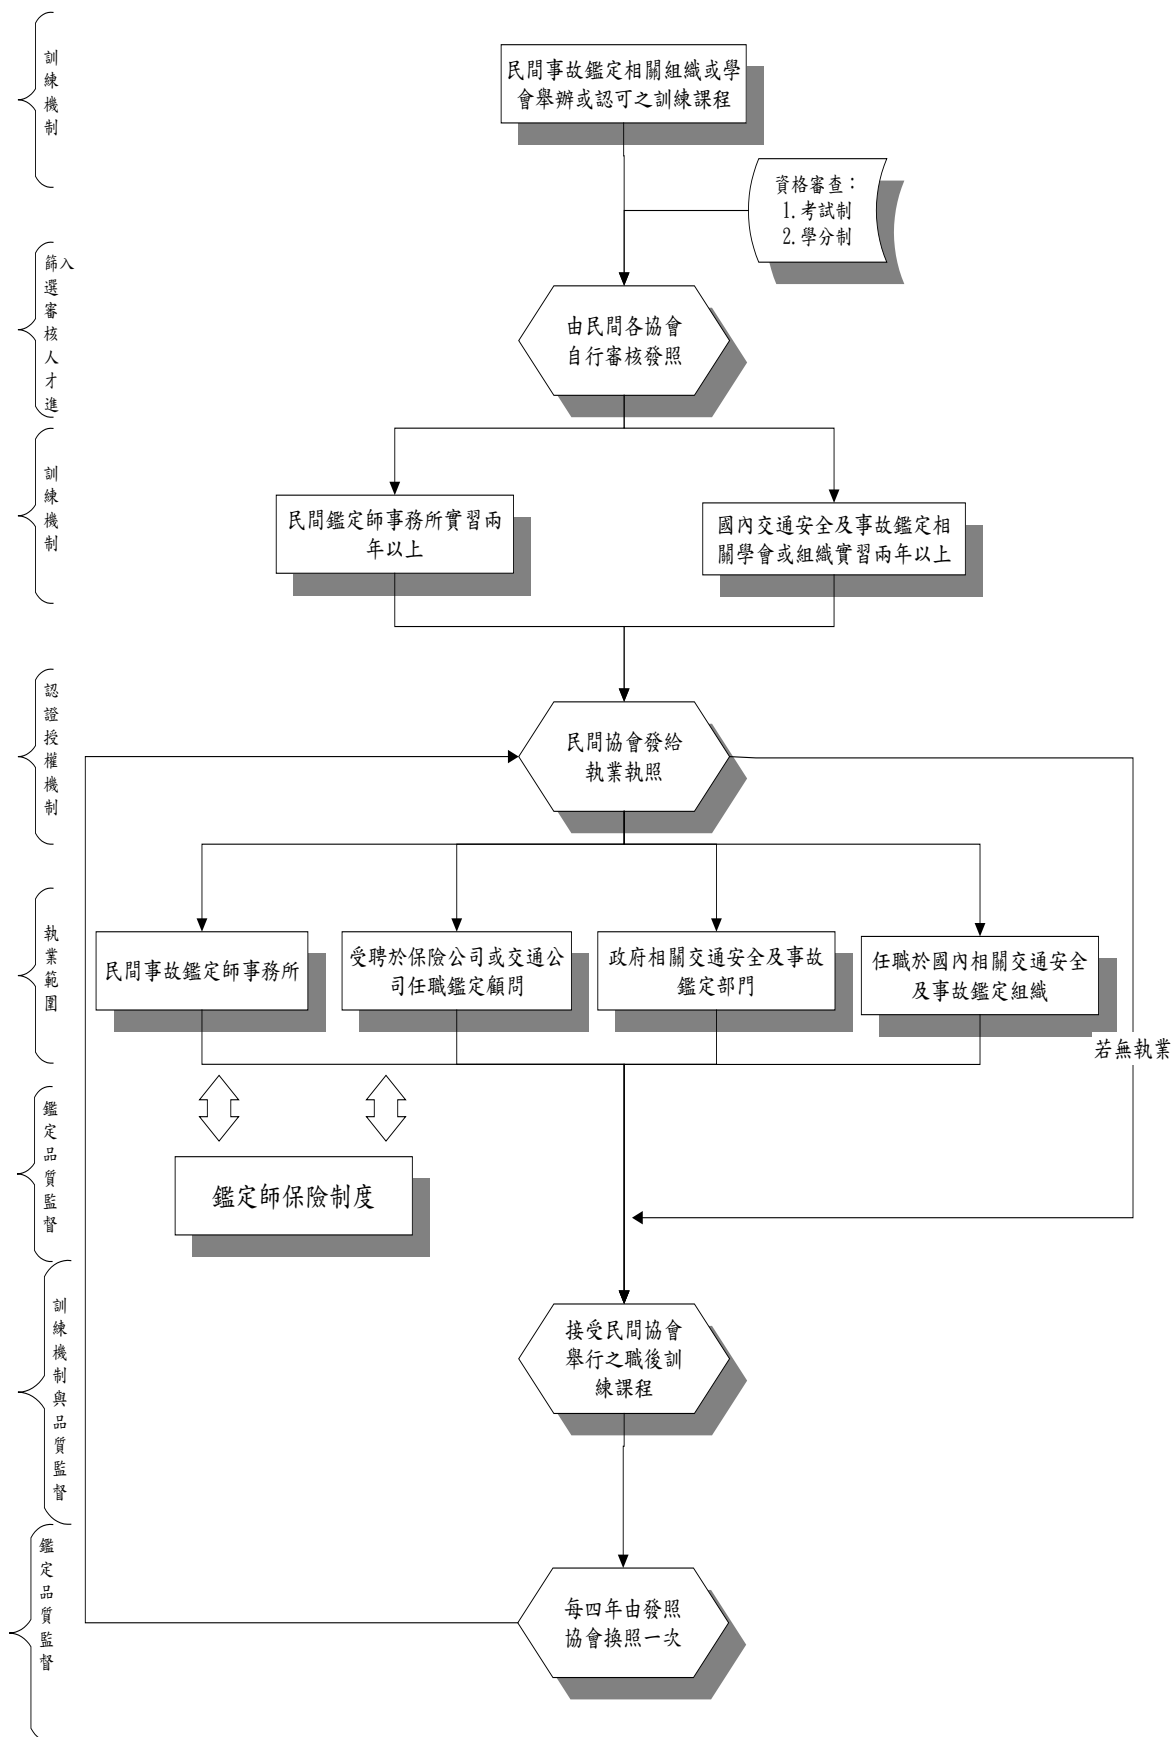 訓練機制
民間事故鑑定相關組織或學
會舉辦或認可之訓練課程
資格審查：
1.考試制
2.學分制
篩選審核人才進
入
由民間各協會
自行審核發照
訓練機制
民間鑑定師事務所實習兩
年以上
國內交通安全及事故鑑定相
關學會或組織實習兩年以上
認證授權機制
民間協會發給
執業執照
執業範圍
民間事故鑑定師事務所
受聘於保險公司或交通公
司任職鑑定顧問
政府相關交通安全及事故
鑑定部門
任職於國內相關交通安全
及事故鑑定組織
若無執業
鑑定品質監督
鑑定師保險制度
訓練機制與品質監督
接受民間協會
舉行之職後訓
練課程
鑑定品質監督
每四年由發照
協會換照一次